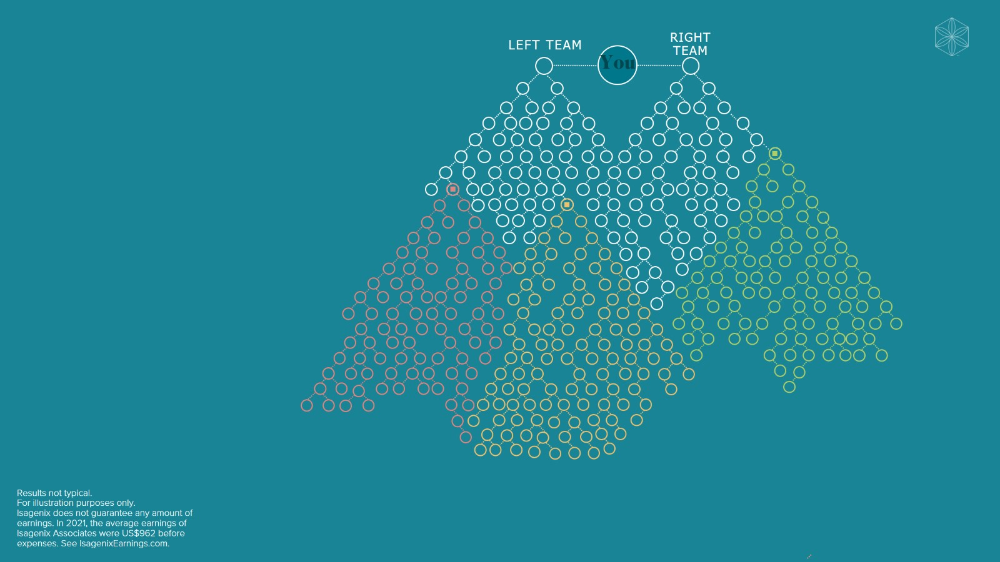 LEFT TEAM
You
RIGHT
TEAM
Results not typical.
For illustration purposes only.
Isagenix does not guarantee any amount of
earnings. In 2021, the average earnings of
Isagenix Associates were US$962 before
expenses. See IsagenixEarnings.com.